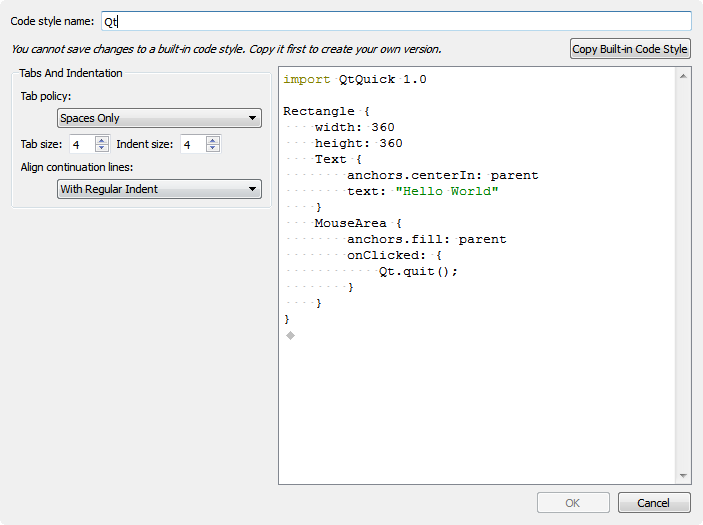 Code style name: Qt
You cannot save changes to a built-in code style. Copy it first to create your own version. Copy Built-in Code Style
Tabs And Indentation
Tab policy:
Spaces Only
Tab size: 4 Indent size: 4
Align continuation lines:
With Regular Indent
import QtQuick 1.0
Rectangle {
    width: 360
    height: 360
    Text {
        anchors.centerIn: parent
        text: "Hello World"
    }
    MouseArea {
        anchors.fill: parent
        onClicked: {
            Qt.quit();
        }
    }
}
OK Cancel